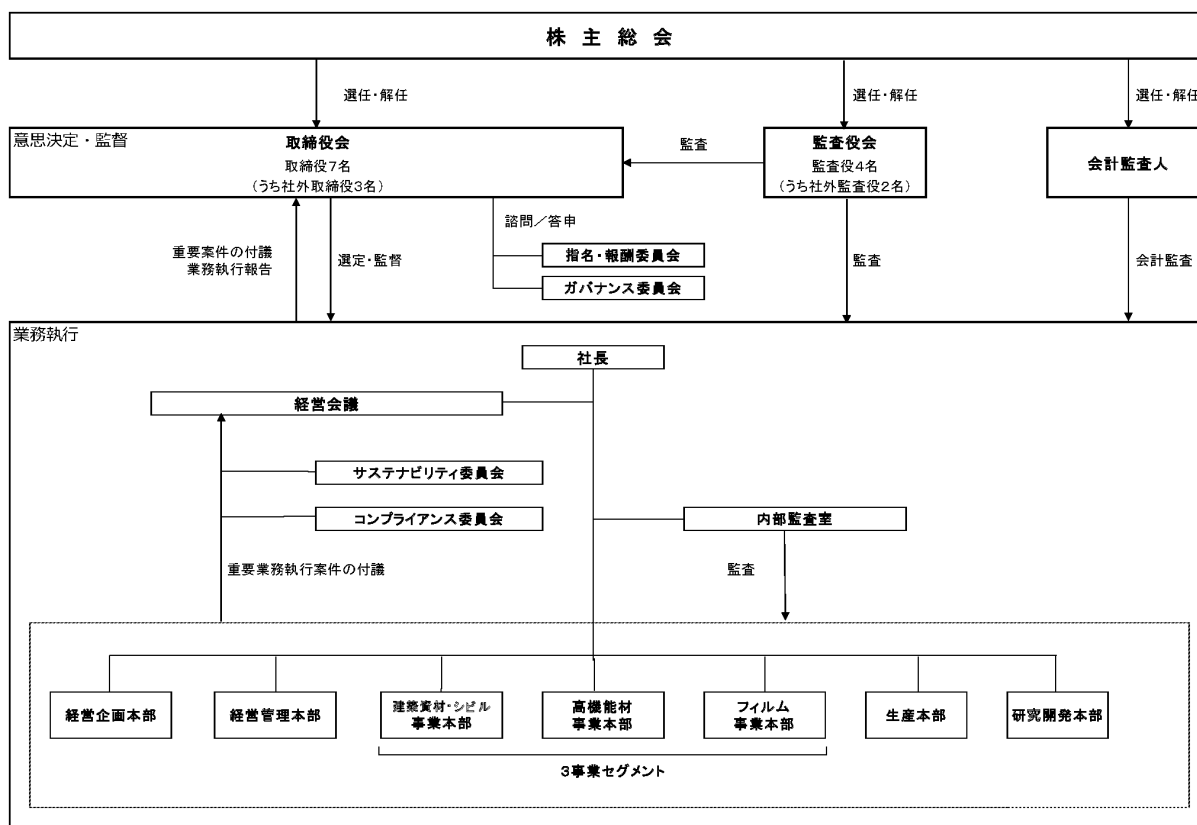 株主総会
選任・解任
選任・解任
選任・解任
意思決定・監督
取締役会
取締役7名
(うち社外取締役3名)
監査
監査役会
監査役4名
(うち社外監査役2名)
会計監査人
重要案件の付議
業務執行報告
選定・監督
諮問／答申
指名・報酬委員会
ガバナンス委員会
監査
会計監査
業務執行
社長
経営会議
サステナビリティ委員会
コンプライアンス委員会
内部監査室
重要業務執行案件の付議
監査
経営企画本部
経営管理本部
建築資材・シビル
事業本部
高機能材
事業本部
フィルム
事業本部
生産本部
研究開発本部
3事業セグメント